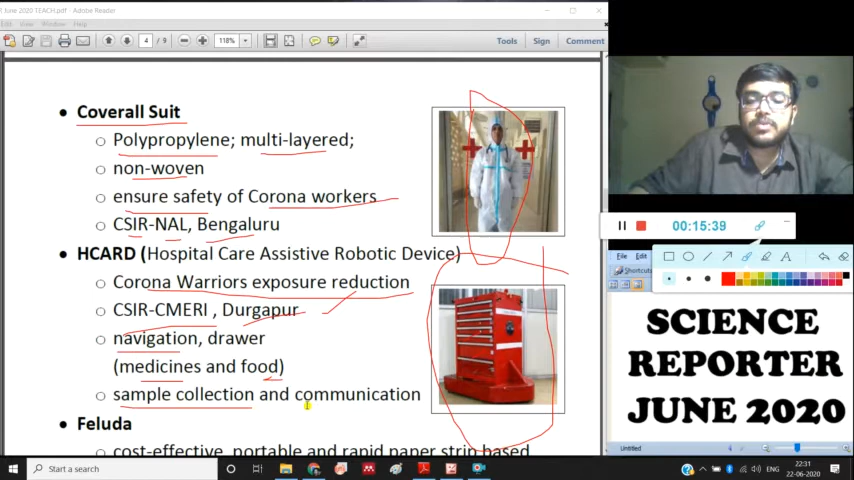 June 2020 TEACH.pdf - Adobe Reader
Edit View Window Help
4 / 9 118% Tools Sign Comment
• Coverall Suit
○ Polypropylene; multi-layered;
○ non-woven
○ ensure safety of Corona workers
○ CSIR-NAL, Bengaluru
• HCARD (Hospital Care Assistive Robotic Device)
○ Corona Warriors exposure reduction
○ CSIR-CMERI , Durgapur
○ navigation, drawer
(medicines and food)
○ sample collection and communication
• Feluda
○ cost-effective, portable and rapid paper strip based
00:15:39
File Edit
Shortcuts
SCIENCE
REPORTER
JUNE 2020
Untitled
Start a search
ENG
22:31
22-06-2020